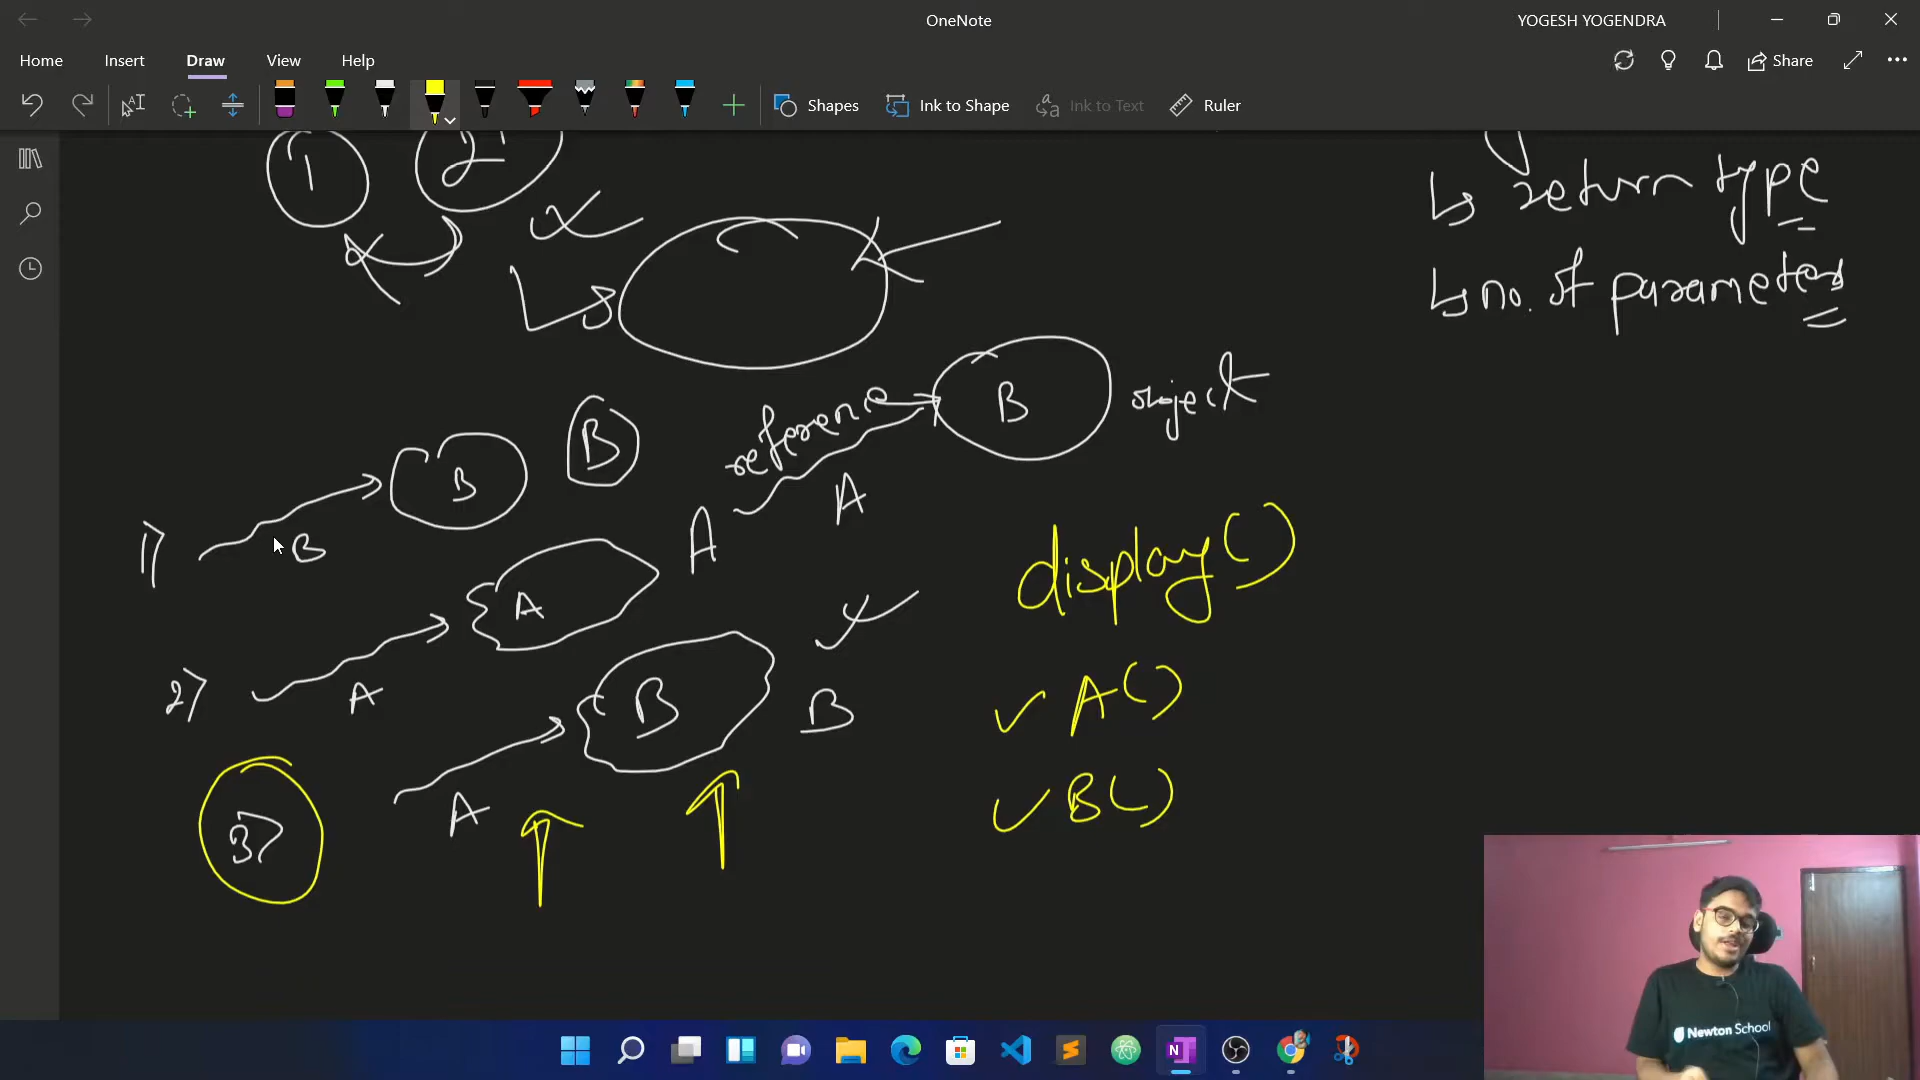 OneNote
YOGESH YOGENDRA
Home Insert Draw View Help
Share
Shapes Ink to Shape Ink to Text Ruler
1 2
↳ return type
↳ no. of parameters
reference B object
B B A
1) B
A A
display()
2) A
B B
✓ A()
3) A
✓ B()
Newton School